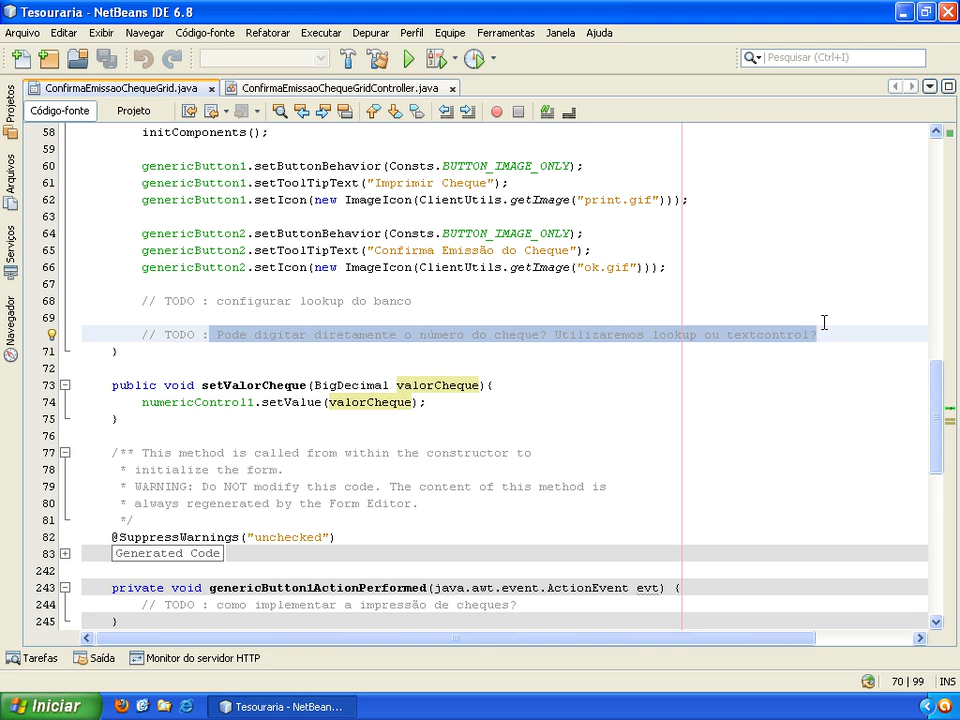 Tesouraria - NetBeans IDE 6.8
Arquivo Editar Exibir Navegar Código-fonte Refatorar Executar Depurar Perfil Equipe Ferramentas Janela Ajuda
Pesquisar (Ctrl+I)
ConfirmaEmissaoChequeGrid.java x ConfirmaEmissaoChequeGridController.java x
Código-fonte Projeto
Projetos
Arquivos
Serviços
Navegador
58 initComponents();
59
60 genericButton1.setButtonBehavior(Consts.BUTTON_IMAGE_ONLY);
61 genericButton1.setToolTipText("Imprimir Cheque");
62 genericButton1.setIcon(new ImageIcon(ClientUtils.getImage("print.gif")));
63
64 genericButton2.setButtonBehavior(Consts.BUTTON_IMAGE_ONLY);
65 genericButton2.setToolTipText("Confirma Emissão do Cheque");
66 genericButton2.setIcon(new ImageIcon(ClientUtils.getImage("ok.gif")));
67
68 // TODO : configurar lookup do banco
69
// TODO : Pode digitar diretamente o número do cheque? Utilizaremos lookup ou textcontrol?
71 }
72
73 public void setValorCheque(BigDecimal valorCheque){
74 numericControl1.setValue(valorCheque);
75 }
76
77 /** This method is called from within the constructor to
78 * initialize the form.
79 * WARNING: Do NOT modify this code. The content of this method is
80 * always regenerated by the Form Editor.
81 */
82 @SuppressWarnings("unchecked")
83 Generated Code
242
243 private void genericButton1ActionPerformed(java.awt.event.ActionEvent evt) {
244 // TODO : como implementar a impressão de cheques?
245 }
Tarefas Saída Monitor do servidor HTTP
70 | 99 INS
Iniciar Tesouraria - NetBean...